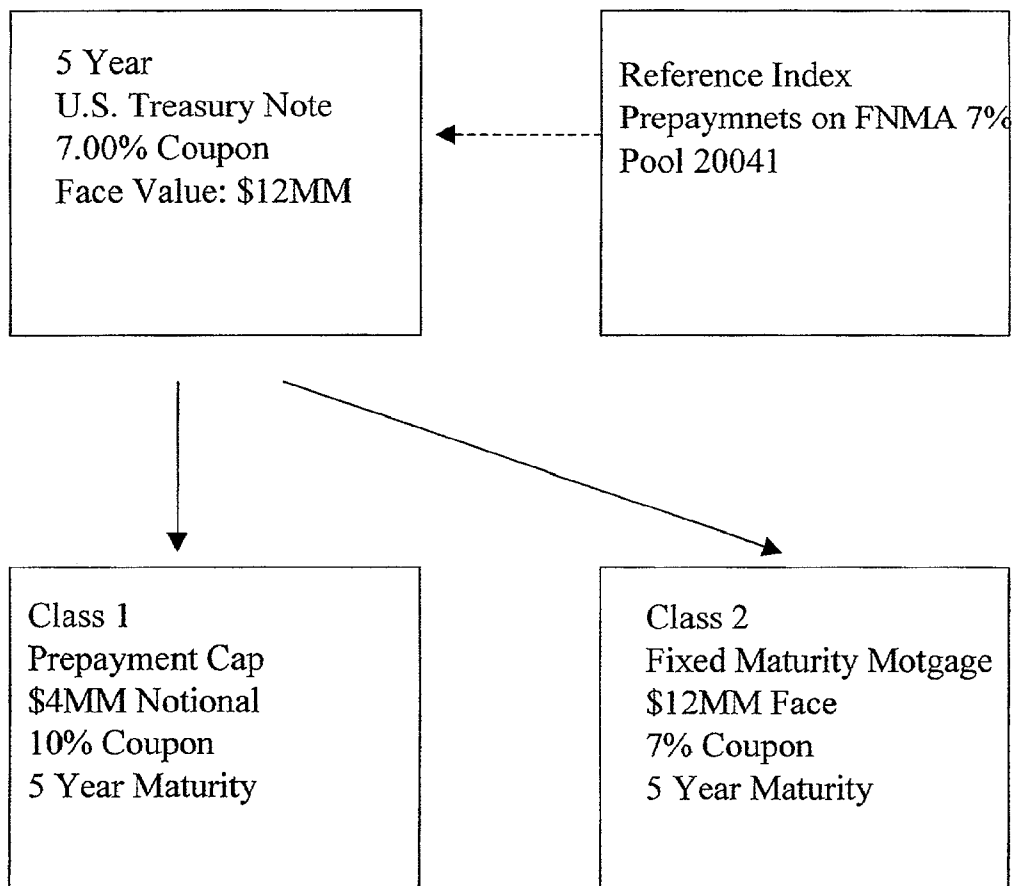 5 Year
U.S. Treasury Note
7.00% Coupon
Face Value: $12MM
Reference Index
Prepaymnets on FNMA 7%
Pool 20041
Class 1
Prepayment Cap
$4MM Notional
10% Coupon
5 Year Maturity
Class 2
Fixed Maturity Motgage
$12MM Face
7% Coupon
5 Year Maturity